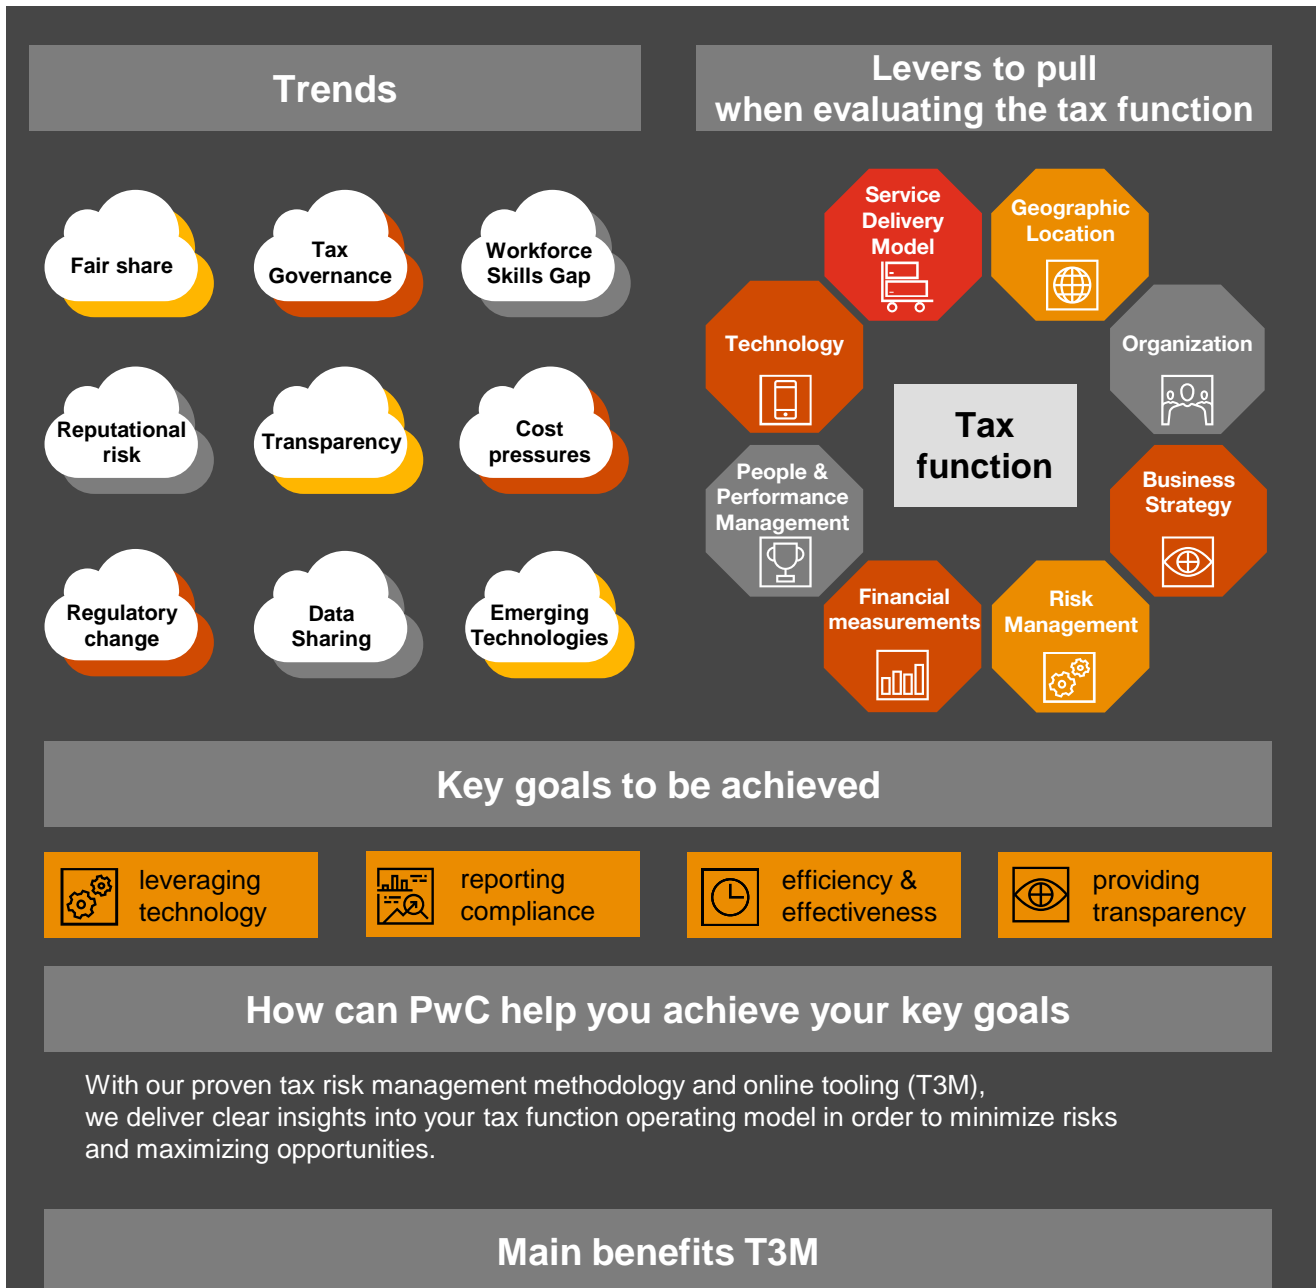 Trends
Fair share
Tax
Governance
Workforce
Skills Gap
Reputational
risk
Transparency
Cost
pressures
Regulatory
change
Data
Sharing
Emerging
Technologies
Levers to pull
when evaluating the tax function
Service
Delivery
Model
Geographic
Location
Technology
Organization
Tax
function
People &
Performance
Management
Business
Strategy
Financial
measurements
Risk
Management
Key goals to be achieved
leveraging
technology
reporting
compliance
efficiency &
effectiveness
providing
transparency
How can PwC help you achieve your key goals
With our proven tax risk management methodology and online tooling (T3M),
we deliver clear insights into your tax function operating model in order to minimize risks
and maximizing opportunities.
Main benefits T3M